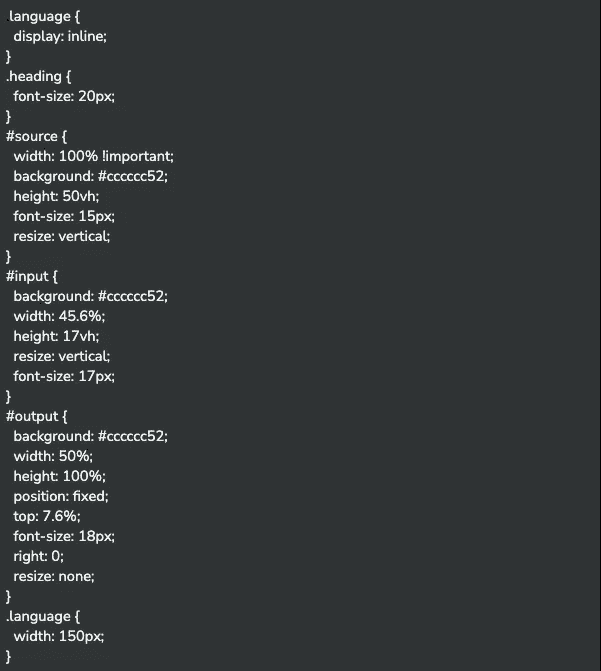 .language {
display: inline;
}
.heading {
font-size: 20px;
}
#source {
width: 100% !important;
background: #cccccc52;
height: 50vh;
font-size: 15px;
resize: vertical;
}
#input {
background: #cccccc52;
width: 45.6%;
height: 17vh;
resize: vertical;
font-size: 17px;
}
#output {
background: #cccccc52;
width: 50%;
height: 100%;
position: fixed;
top: 7.6%;
font-size: 18px;
right: 0;
resize: none;
}
.language {
width: 150px;
}